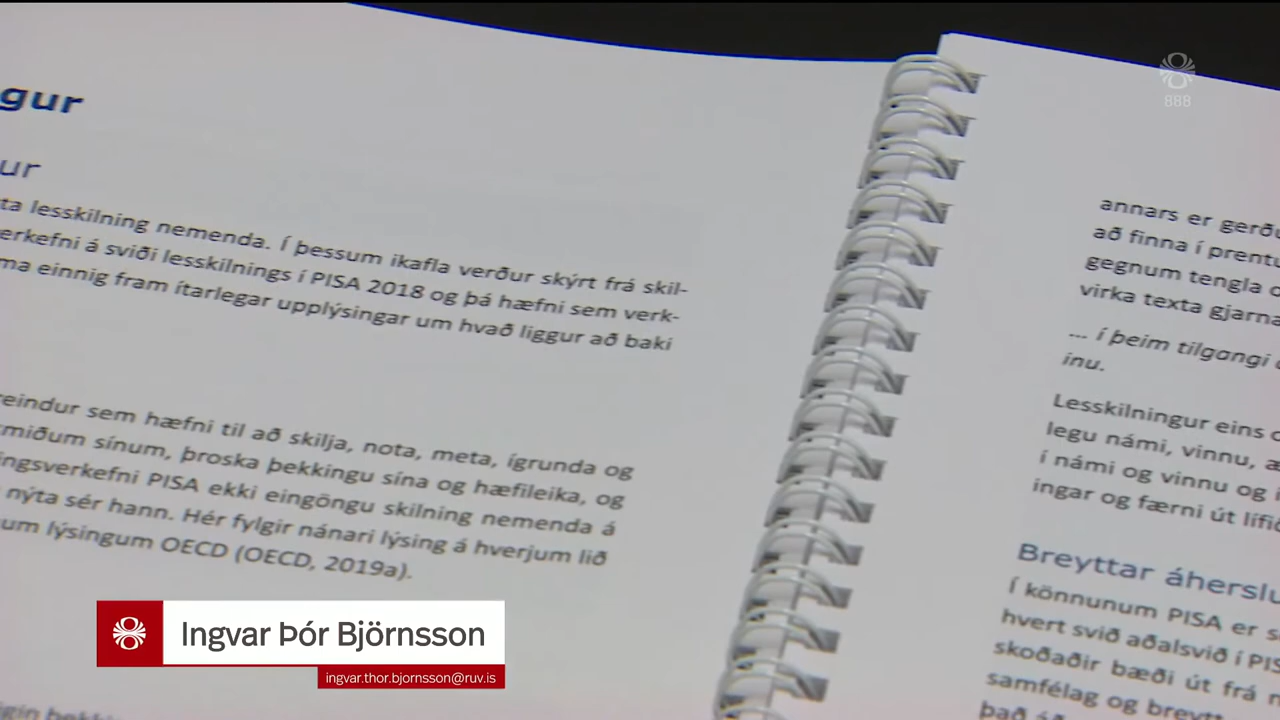 gur
ur
ta lesskilning nemenda. Í þessum ikafla verður skýrt frá skil-
erkefni á sviði lesskilnings í PISA 2018 og þá hæfni sem verk-
ma einnig fram ítarlegar upplýsingar um hvað liggur að baki
reindur sem hæfni til að skilja, nota, meta, ígrunda og
rmiðum sínum, þroska þekkingu sína og hæfileika, og
ingsverkefni PISA ekki eingöngu skilning nemenda á
nýta sér hann. Hér fylgir nánari lýsing á hverjum lið
um lýsingum OECD (OECD, 2019a).
annars er gerðu
að finna í prentu
gegnum tengla o
virka texta gjarna
... í þeim tilgangi
inu.
Lesskilningur eins
legu námi, vinnu, æ
í námi og vinnu og
ingar og færni út lífið
Breyttar áherslu
Í könnunum PISA er s
hvert svið aðalsvið í PIS
skoðaðir bæði út frá
samfélag og breytt
það
888
Ingvar Þór Björnsson
ingvar.thor.bjornsson@ruv.is